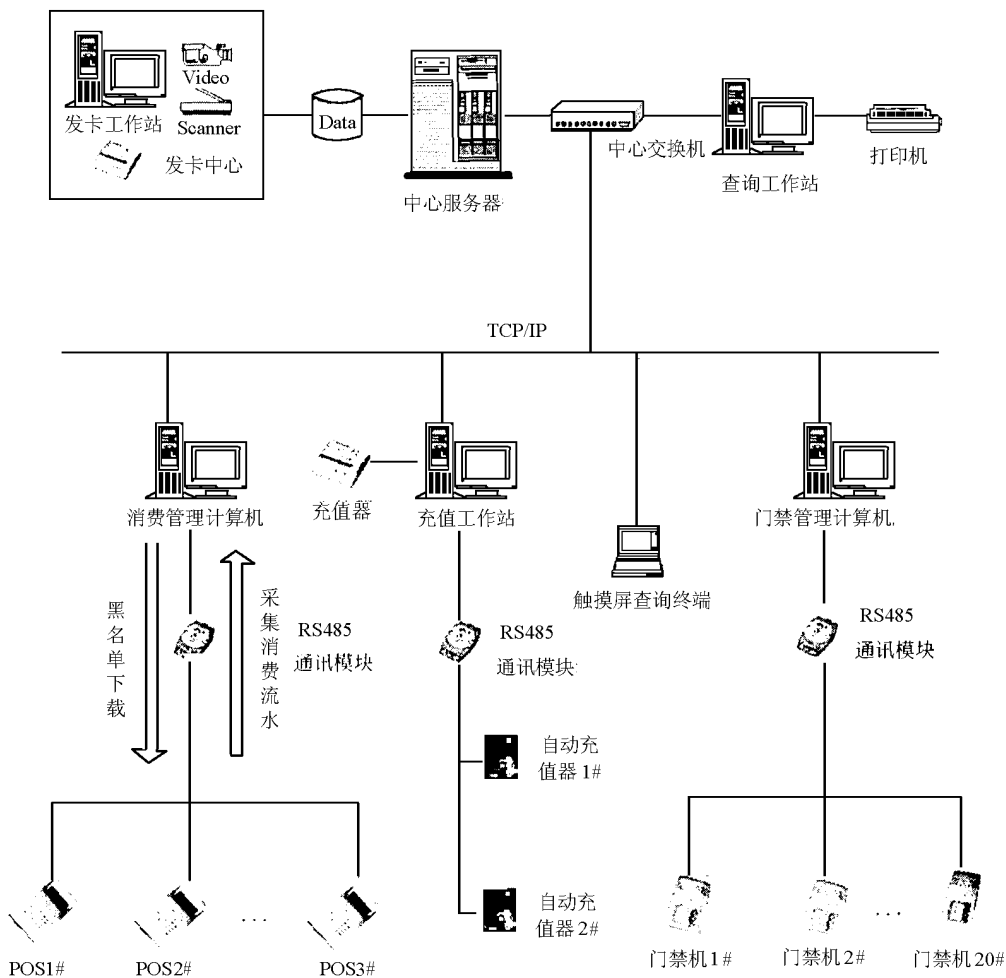 Video
发卡工作站
Scanner
发卡中心
Data
中心服务器
中心交换机
查询工作站
打印机
TCP/IP
消费管理计算机
充值器
充值工作站
门禁管理计算机
触摸屏查询终端
黑名单下载
采集消费流水
RS485
通讯模块
RS485
通讯模块
RS485
通讯模块
自动充
值器1#
自动充
值器2#
POS1#
POS2#
...
POS3#
门禁机1#
门禁机2#
...
门禁机20#